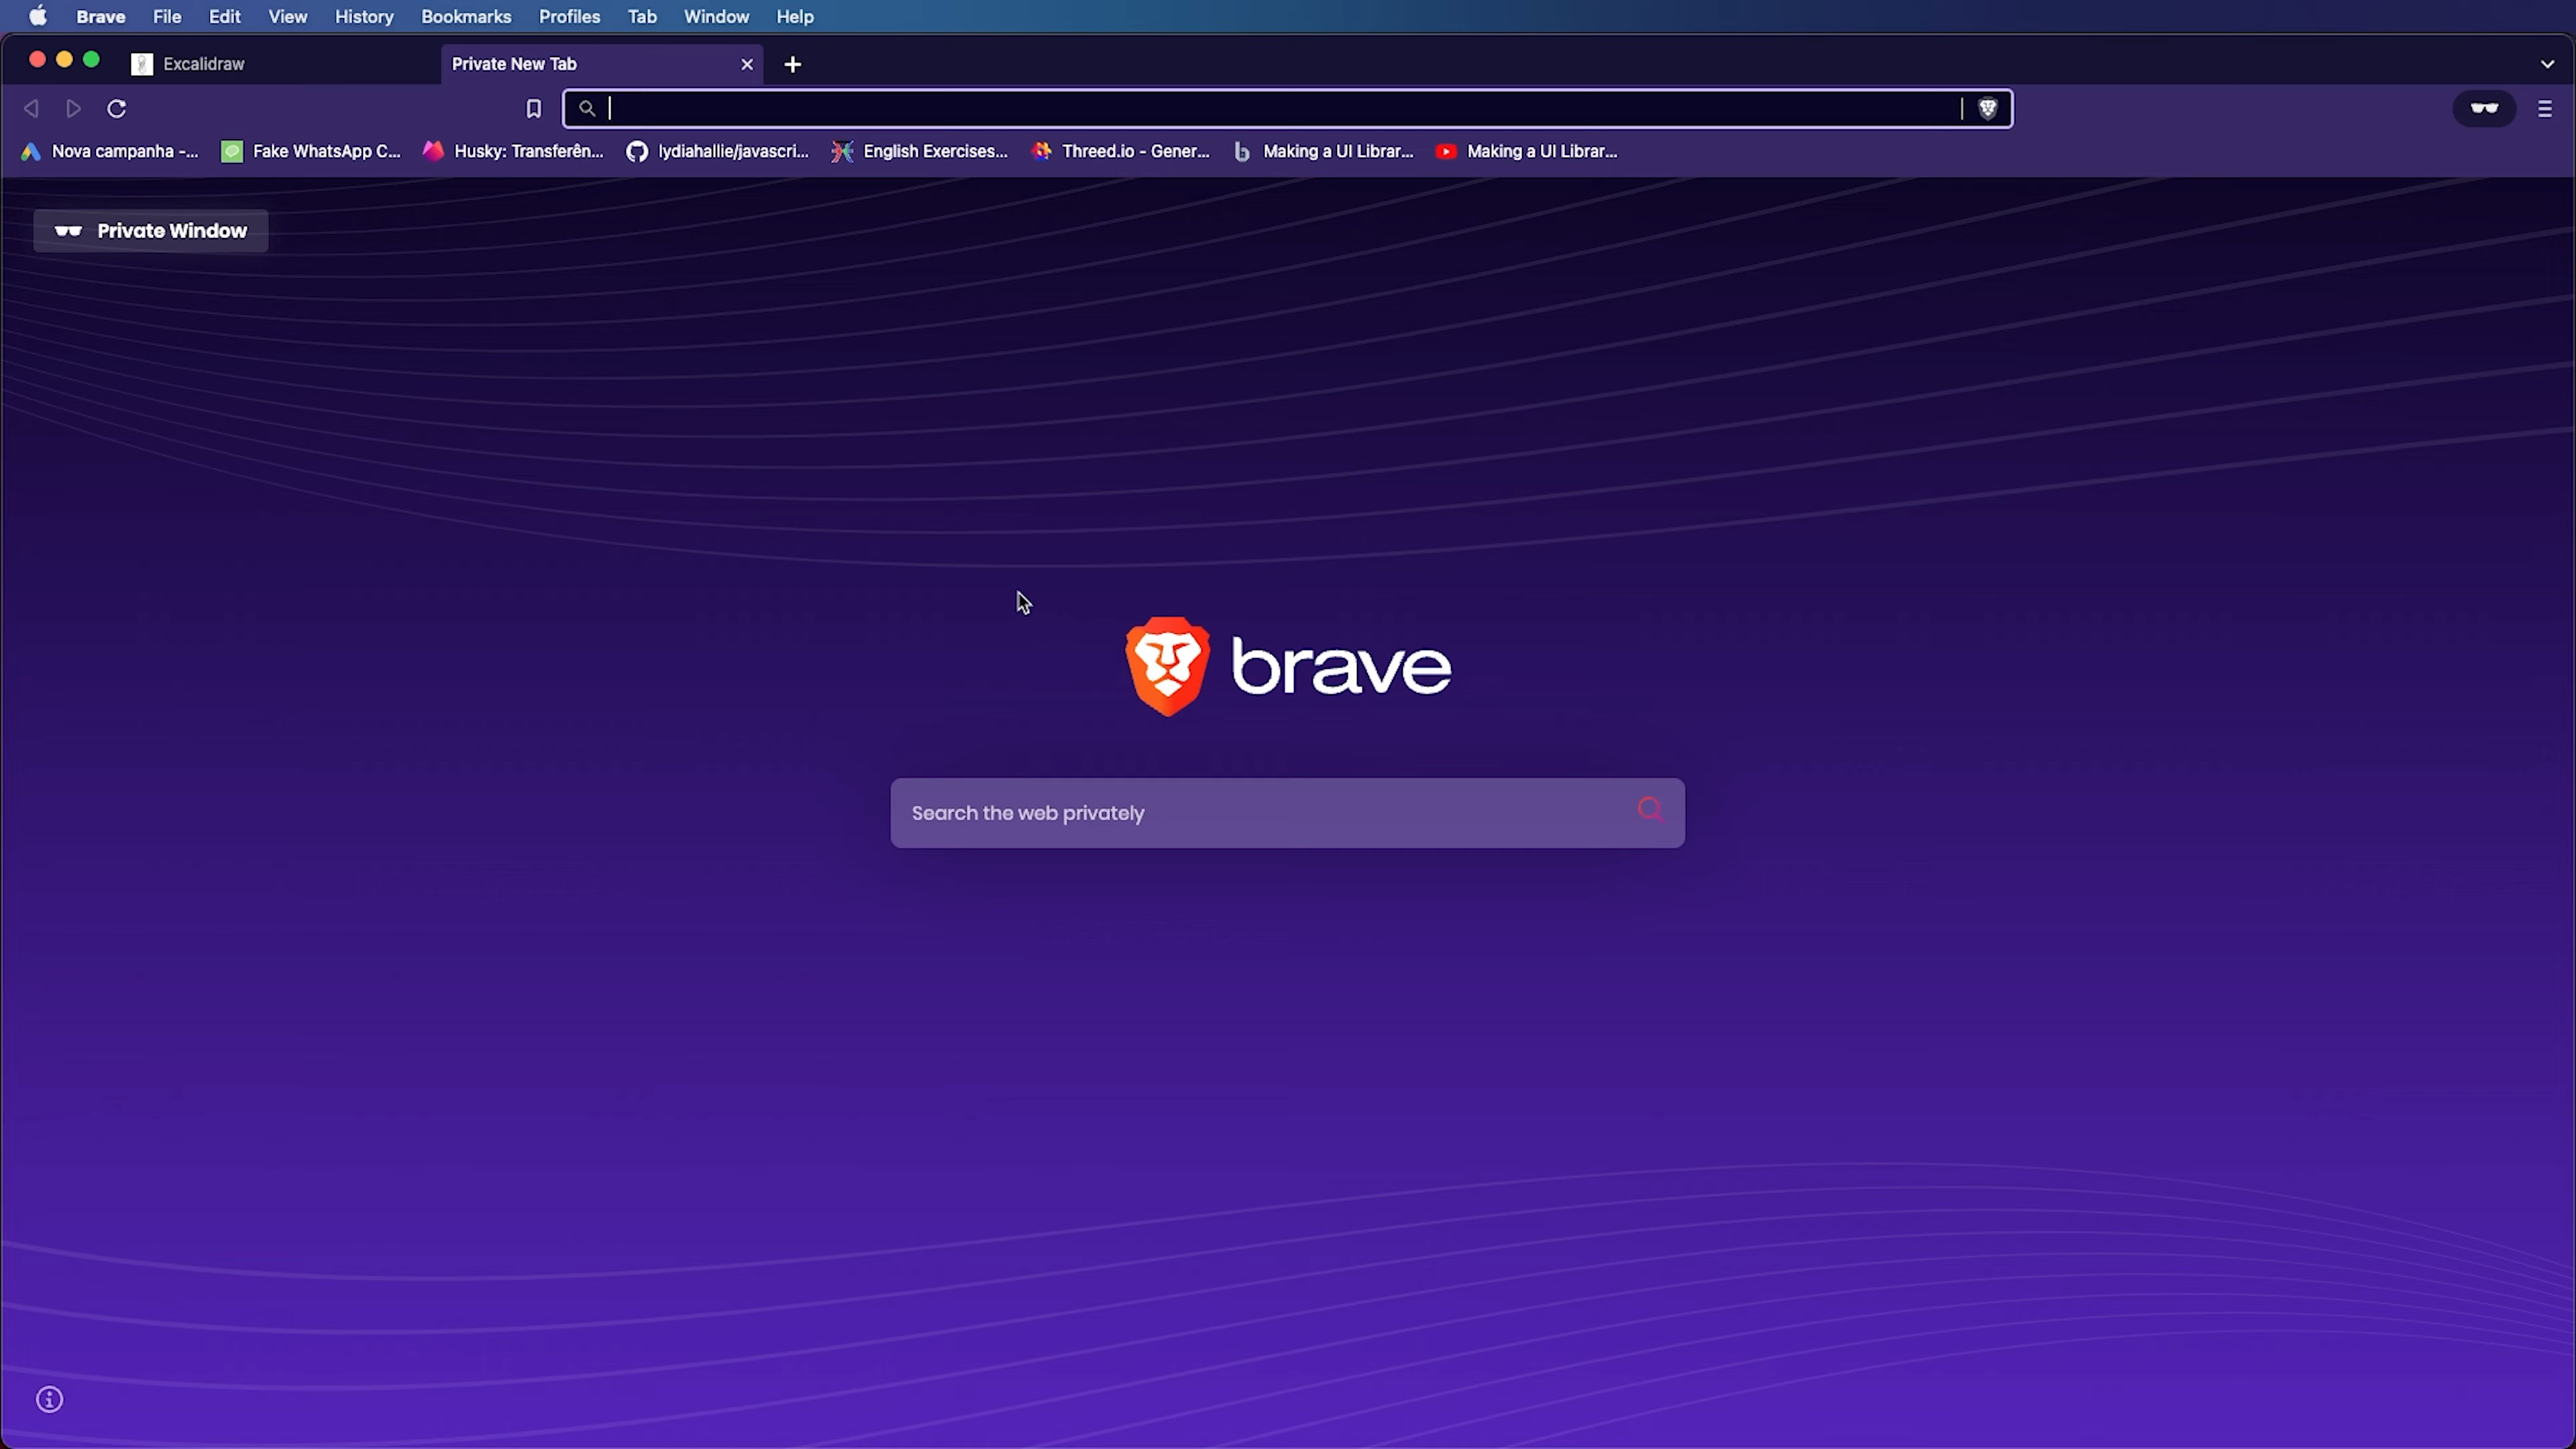 Brave File Edit View History Bookmarks Profiles Tab Window Help
Excalidraw Private New Tab
Nova campanha -... Fake WhatsApp C... Husky: Transferên... lydiahallie/javascri... English Exercises... Threed.io - Gener... Making a UI Librar... Making a UI Librar...
Private Window
brave
Search the web privately